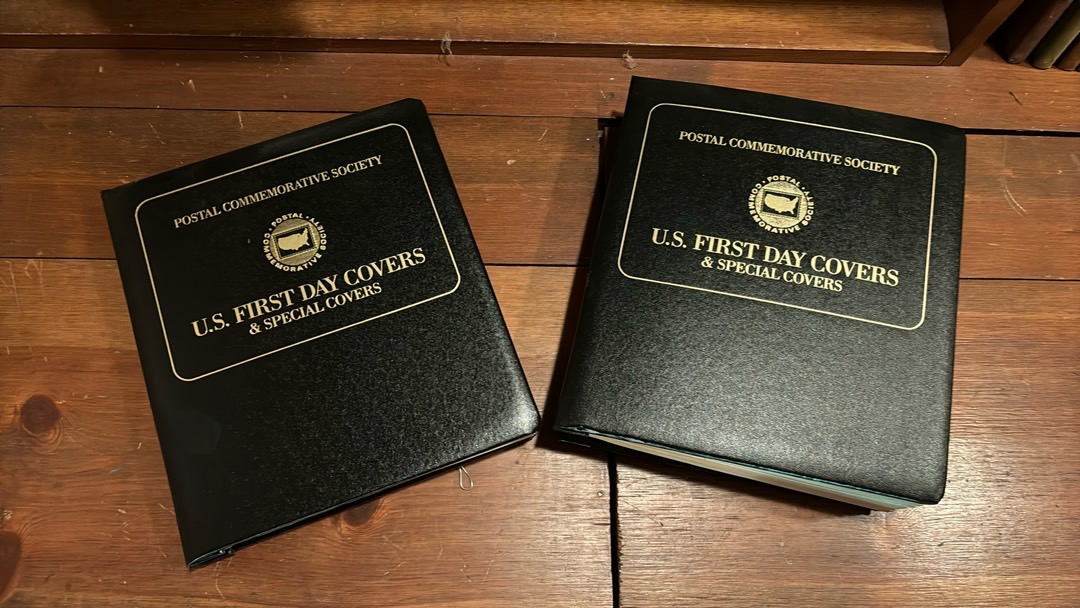 POSTAL COMMEMORATIVE SOCIETY
• POSTAL •
COMMEMORATIVE SOCIETY
U.S. FIRST DAY COVERS
& SPECIAL COVERS
POSTAL COMMEMORATIVE SOCIETY
• POSTAL •
COMMEMORATIVE SOCIETY
U.S. FIRST DAY COVERS
& SPECIAL COVERS